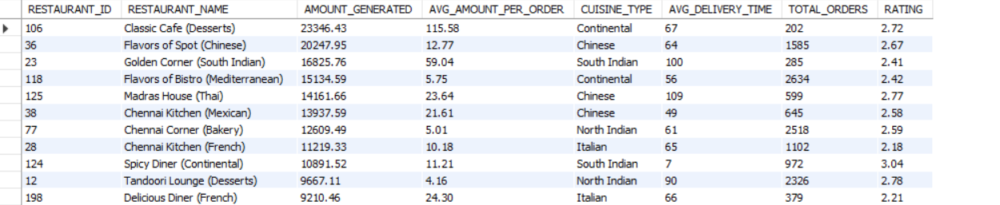 RESTAURANT_ID RESTAURANT_NAME AMOUNT_GENERATED AVG_AMOUNT_PER_ORDER CUISINE_TYPE AVG_DELIVERY_TIME TOTAL_ORDERS RATING
106 Classic Cafe (Desserts) 23346.43 115.58 Continental 67 202 2.72
36 Flavors of Spot (Chinese) 20247.95 12.77 Chinese 64 1585 2.67
23 Golden Corner (South Indian) 16825.76 59.04 South Indian 100 285 2.41
118 Flavors of Bistro (Mediterranean) 15134.59 5.75 Continental 56 2634 2.42
125 Madras House (Thai) 14161.66 23.64 Chinese 109 599 2.77
38 Chennai Kitchen (Mexican) 13937.59 21.61 Chinese 49 645 2.58
77 Chennai Corner (Bakery) 12609.49 5.01 North Indian 61 2518 2.59
28 Chennai Kitchen (French) 11219.33 10.18 Italian 65 1102 2.18
124 Spicy Diner (Continental) 10891.52 11.21 South Indian 7 972 3.04
12 Tandoori Lounge (Desserts) 9667.11 4.16 North Indian 90 2326 2.78
198 Delicious Diner (French) 9210.46 24.30 Italian 66 379 2.21